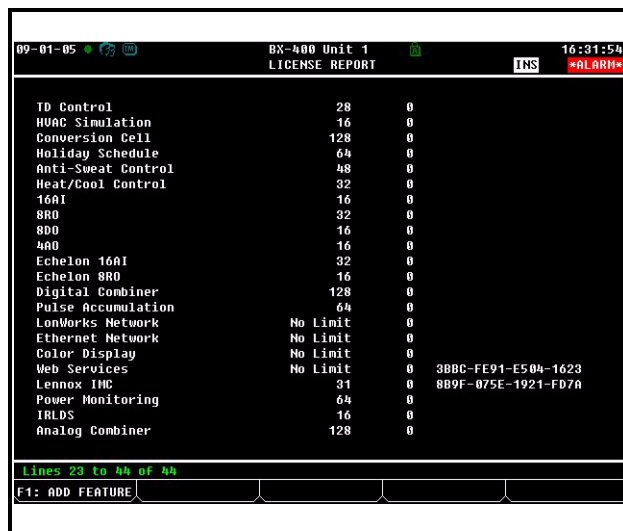 09-01-05 BX-400 Unit 1 16:31:54
LICENSE REPORT INS *ALARM*
TD Control 28 0
HVAC Simulation 16 0
Conversion Cell 128 0
Holiday Schedule 64 0
Anti-Sweat Control 48 0
Heat/Cool Control 32 0
16AI 16 0
8RO 32 0
8DO 16 0
4AO 16 0
Echelon 16AI 32 0
Echelon 8RO 16 0
Digital Combiner 128 0
Pulse Accumulation 64 0
LonWorks Network No Limit 0
Ethernet Network No Limit 0
Color Display No Limit 0
Web Services No Limit 0 3BBC-FE91-E504-1623
Lennox IMC 31 0 8B9F-075E-1921-FD7A
Power Monitoring 64 0
IRLDS 16 0
Analog Combiner 128 0
Lines 23 to 44 of 44
F1: ADD FEATURE